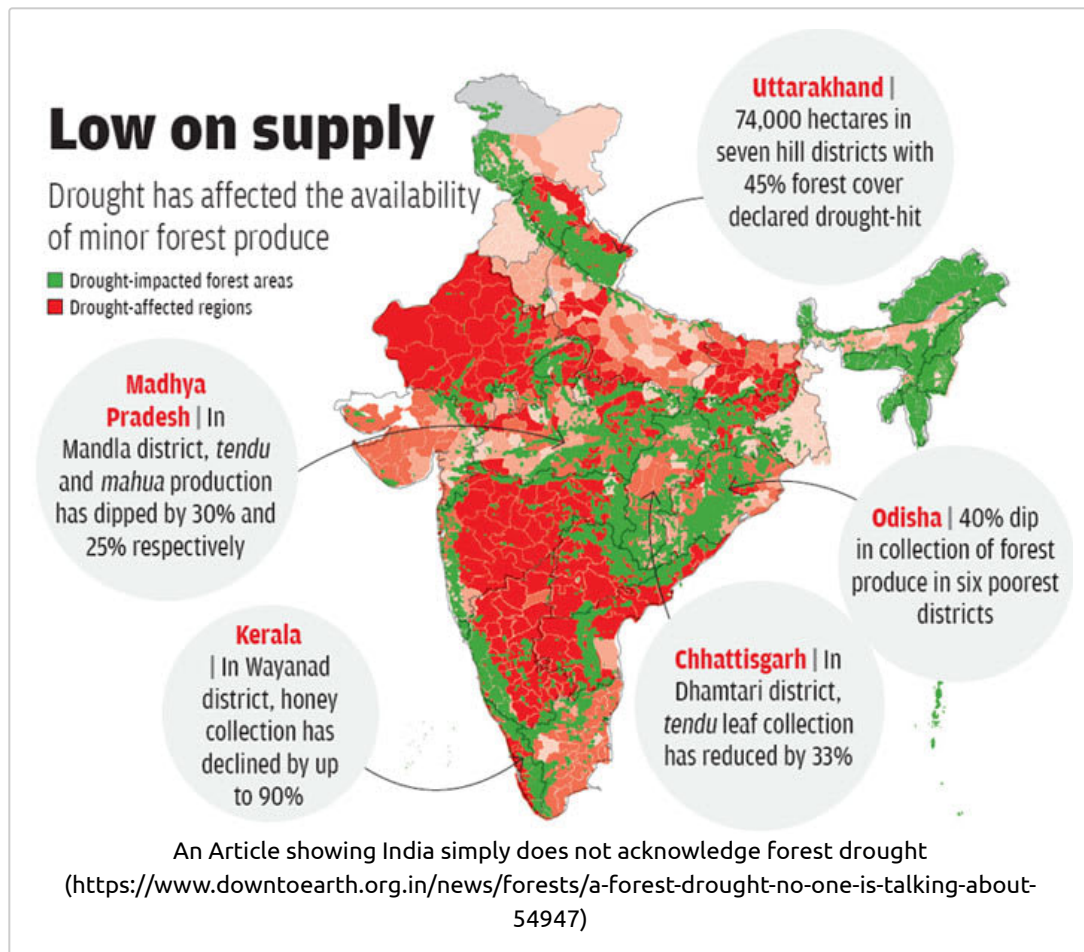 Low on supply
Drought has affected the availability
of minor forest produce
Drought-impacted forest areas
Drought-affected regions
Uttarakhand |
74,000 hectares in
seven hill districts with
45% forest cover
declared drought-hit
Madhya
Pradesh | In
Mandla district, tendu
and mahua production
has dipped by 30% and
25% respectively
Odisha | 40% dip
in collection of forest
produce in six poorest
districts
Kerala
| In Wayanad
district, honey
collection has
declined by up
to 90%
Chhattisgarh | In
Dhamtari district,
tendu leaf collection
has reduced by 33%
An Article showing India simply does not acknowledge forest drought
(https://www.downtoearth.org.in/news/forests/a-forest-drought-no-one-is-talking-about-
54947)